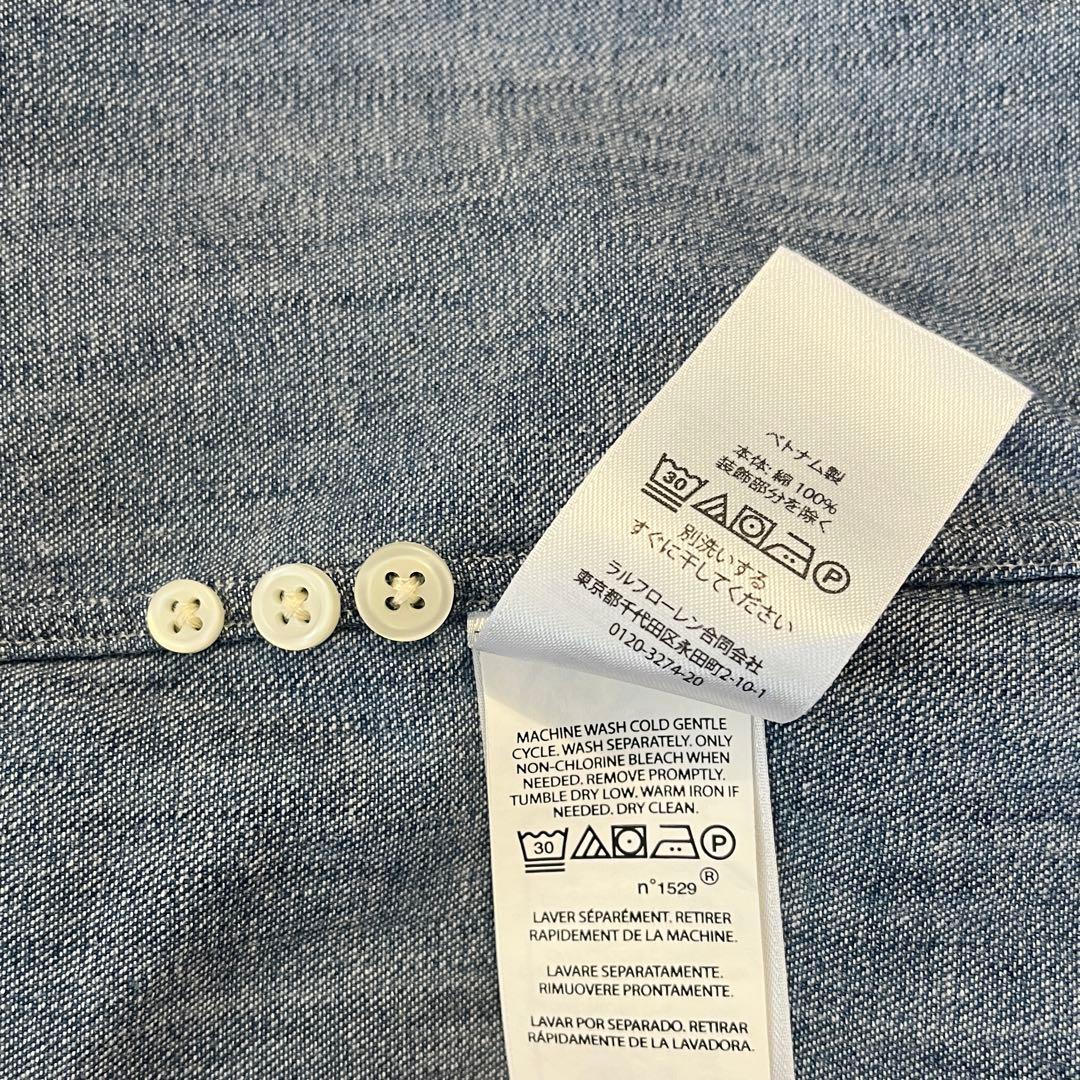 ベトナム製
本体: 綿 100%
装飾部分を除く
30 P
別洗いする
すぐに干してください
ラルフローレン合同会社
東京都千代田区永田町2-10-1
0120-3274-20
MACHINE WASH COLD GENTLE
CYCLE. WASH SEPARATELY. ONLY
NON-CHLORINE BLEACH WHEN
NEEDED. REMOVE PROMPTLY.
TUMBLE DRY LOW. WARM IRON IF
NEEDED. DRY CLEAN.
30 P
n°1529 ®
LAVER SÉPARÉMENT. RETIRER
RAPIDEMENT DE LA MACHINE.
LAVARE SEPARATAMENTE.
RIMUOVERE PRONTAMENTE.
LAVAR POR SEPARADO. RETIRAR
RÁPIDAMENTE DE LA LAVADORA.